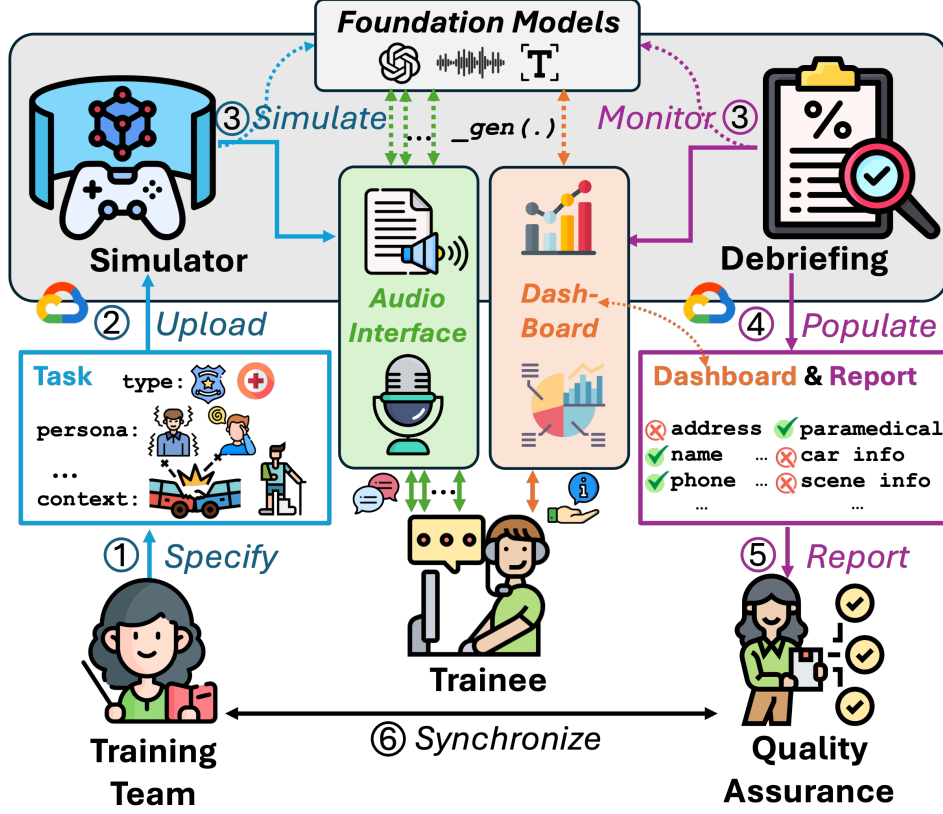 Foundation Models
T
③ Simulate
... _gen(.)
Monitor ③
%
Simulator
Audio
Interface
Dash-
Board
Debriefing
② Upload
④ Populate
Task
type:
persona:
...
context:
Dashboard & Report
address
paramedical
name
... car info
phone
... scene info
...
...
...
i
① Specify
⑤ Report
Trainee
⑥ Synchronize
Training
Team
Quality
Assurance